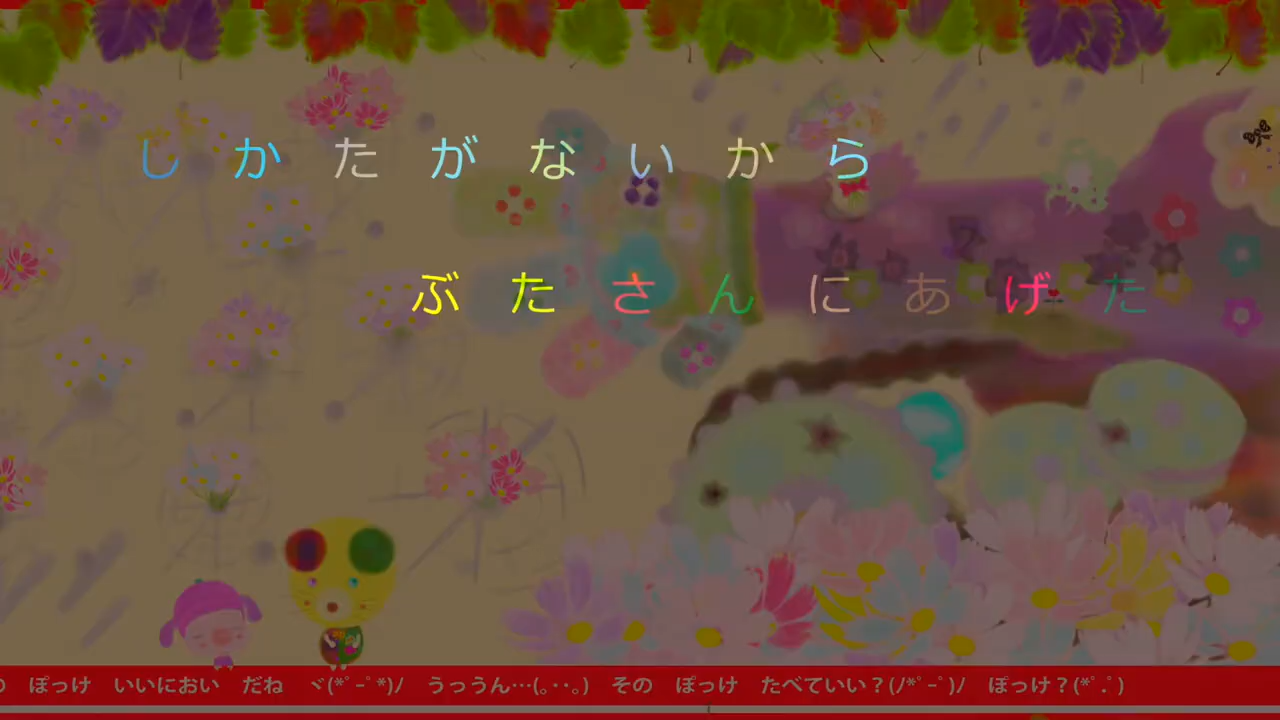 しかたがないから
ぶたさんにあげた
の　ぽっけ　いいにおい　だね　ヾ(*ﾟｰﾟ*)ﾉ　うっうん…(｡･･｡)　その　ぽっけ　たべていい？(ﾉ*ﾟｰﾟ)ﾉ　ぽっけ？(*ﾟ.ﾟ)